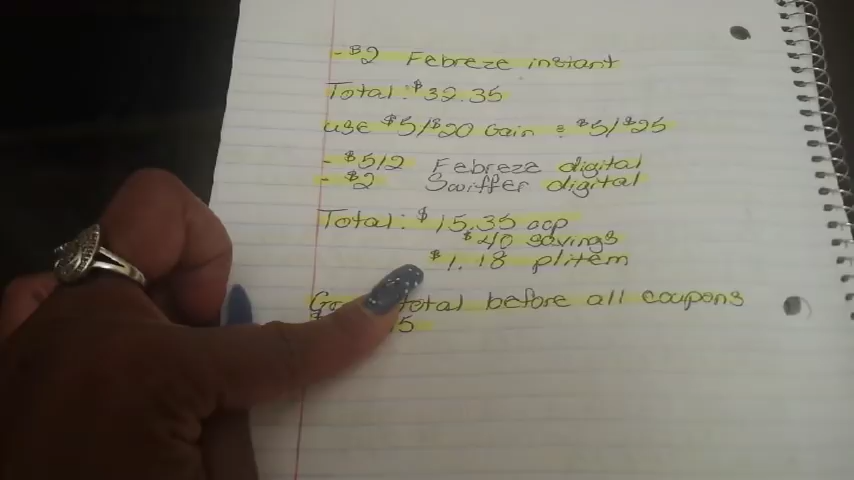 - $2 Febreze instant
Total: $32.35
use $5/$20 Gain & $5/$25
- $5/2 Febreze digital
- $2 Swiffer digital
Total: $15.35 oop
$40 savings
$1.18 p/item
total before all coupons